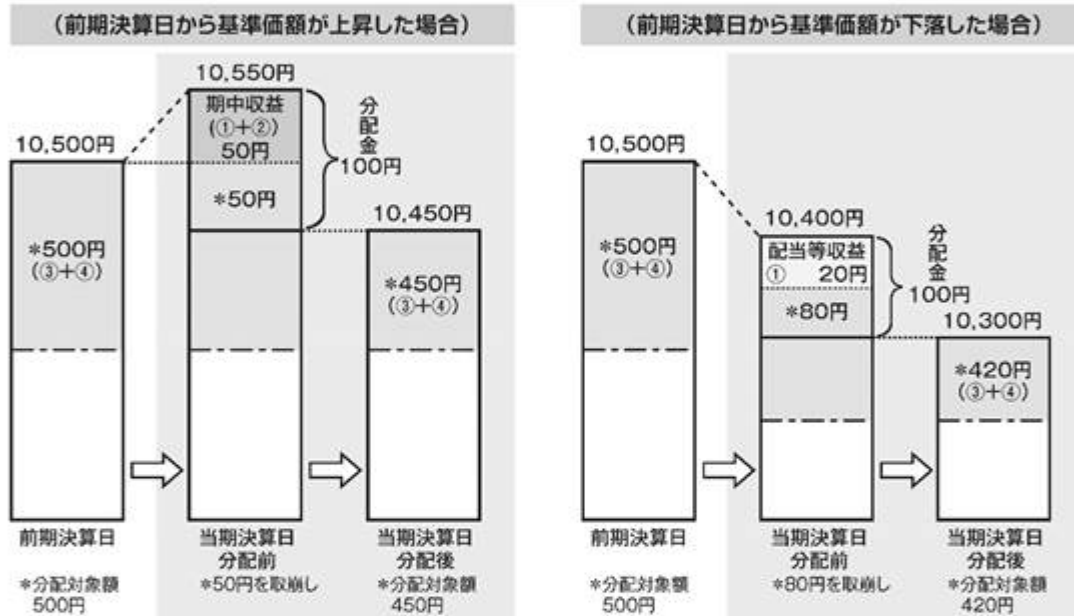 (前期決算日から基準価額が上昇した場合)
10,550円
期中収益
(①+②)
50円
*50円
分配金
100円
10,500円
*500円
(③+④)
10,450円
*450円
(③+④)
前期決算日
当期決算日
分配前
当期決算日
分配後
*分配対象額
500円
*50円を取崩し
*分配対象額
450円
(前期決算日から基準価額が下落した場合)
10,500円
*500円
(③+④)
10,400円
配当等収益
① 20円
*80円
分配金
100円
10,300円
*420円
(③+④)
前期決算日
当期決算日
分配前
当期決算日
分配後
*分配対象額
500円
*80円を取崩し
*分配対象額
420円